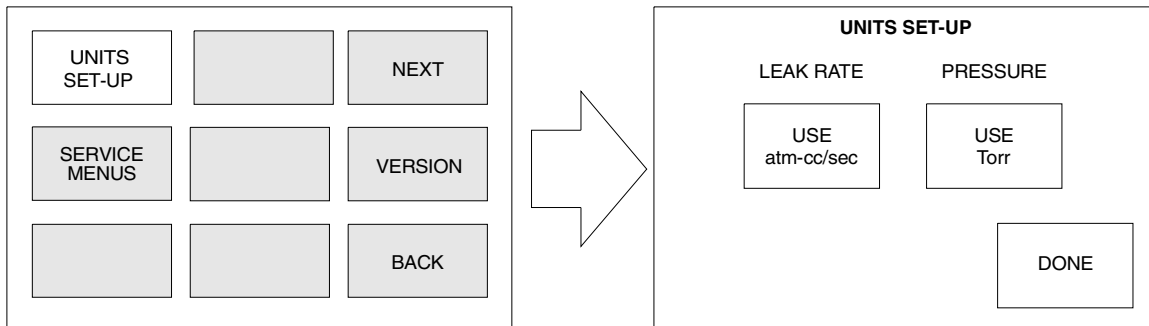 UNITS
SET-UP
NEXT
SERVICE
MENUS
VERSION
BACK
UNITS SET-UP
LEAK RATE
PRESSURE
USE
atm-cc/sec
USE
Torr
DONE